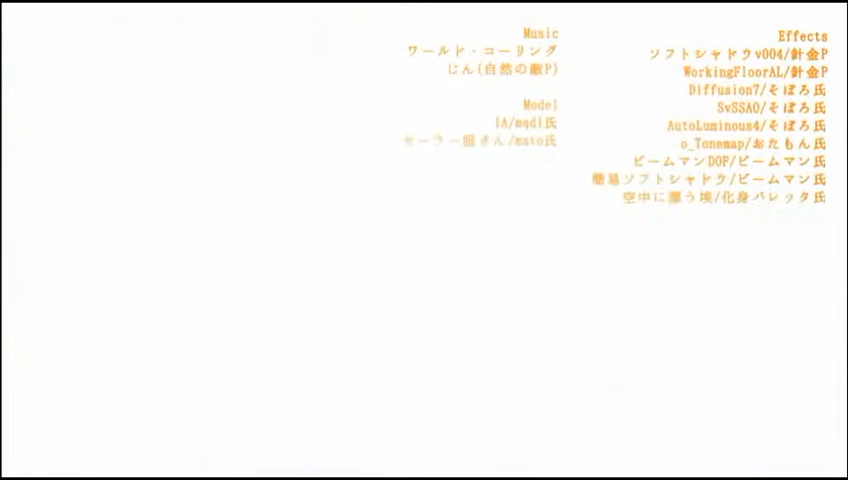 Music
ワールド・コーリング
じん(自然の敵P)
Model
IA/mqdl氏
セーラー服さん/mato氏
Effects
ソフトシャドウv004/針金P
WorkingFloorAL/針金P
Diffusion7/そぼろ氏
SvSSAO/そぼろ氏
AutoLuminous4/そぼろ氏
o_Tonemap/おたもん氏
ビームマンDOF/ビームマン氏
簡易ソフトシャドウ/ビームマン氏
空中に漂う埃/化身バレッタ氏